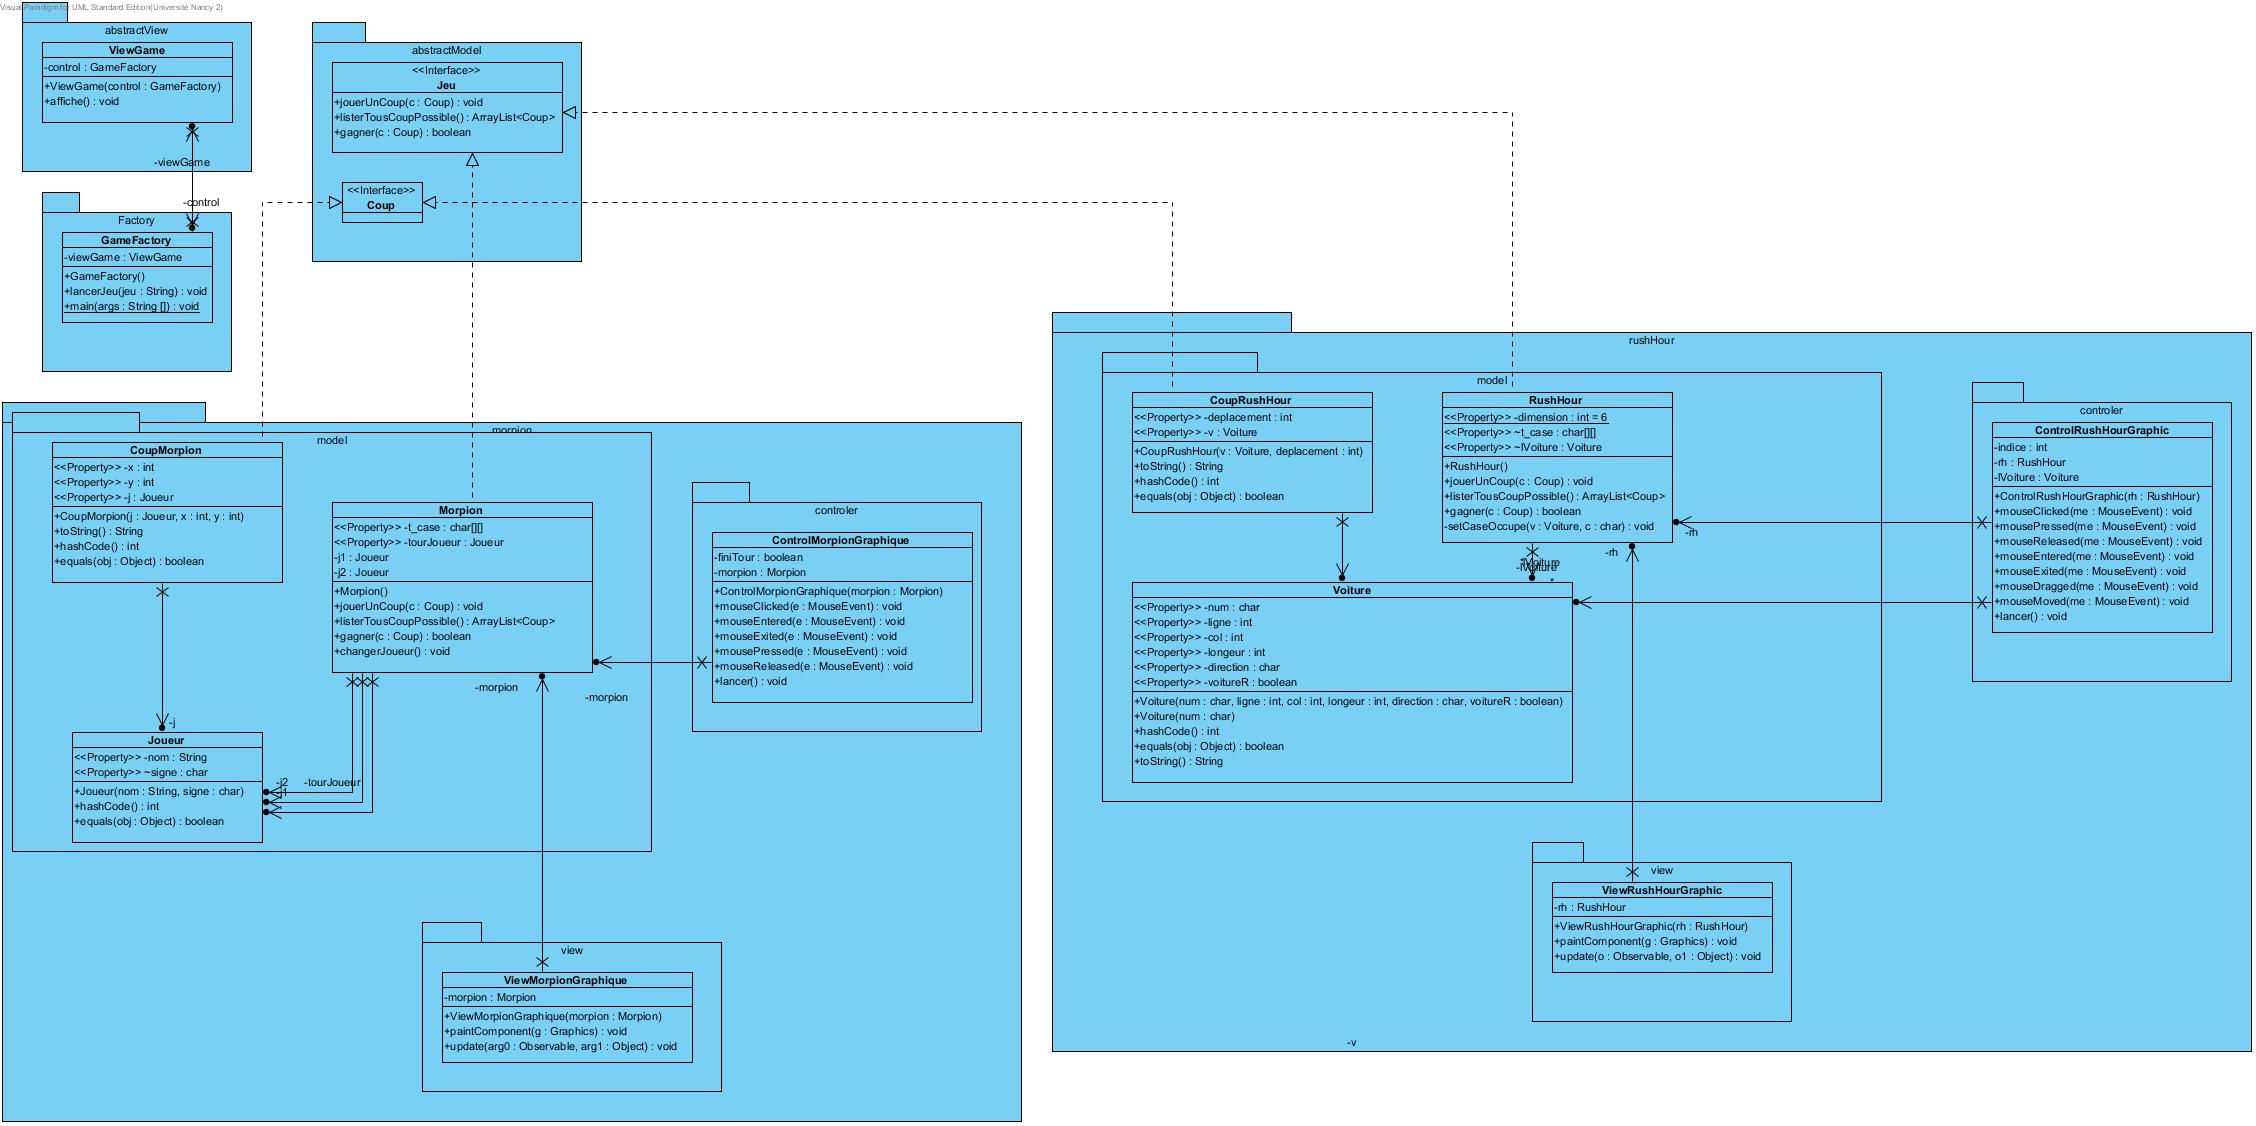 Visual Paradigm for UML Standard Edition(Université Nancy 2)
abstractView
ViewGame
-control : GameFactory
+ViewGame(control : GameFactory)
+affiche() : void
-viewGame
-control
Factory
GameFactory
-viewGame : ViewGame
+GameFactory()
+lancerJeu(jeu : String) : void
+main(args : String []) : void
abstractModel
<<Interface>>
Jeu
+jouerUnCoup(c : Coup) : void
+listerTousCoupPossible() : ArrayList<Coup>
+gagner(c : Coup) : boolean
<<Interface>>
Coup
morpion
model
CoupMorpion
<<Property>> -x : int
<<Property>> -y : int
<<Property>> -j : Joueur
+CoupMorpion(j : Joueur, x : int, y : int)
+toString() : String
+hashCode() : int
+equals(obj : Object) : boolean
Morpion
<<Property>> -t_case : char[][]
<<Property>> -tourJoueur : Joueur
-j1 : Joueur
-j2 : Joueur
+Morpion()
+jouerUnCoup(c : Coup) : void
+listerTousCoupPossible() : ArrayList<Coup>
+gagner(c : Coup) : boolean
+changerJoueur() : void
-j
Joueur
<<Property>> -nom : String
<<Property>> ~signe : char
+Joueur(nom : String, signe : char)
+hashCode() : int
+equals(obj : Object) : boolean
-j2
-tourJoueur
-j1
-morpion
-morpion
controler
ControlMorpionGraphique
-finiTour : boolean
-morpion : Morpion
+ControlMorpionGraphique(morpion : Morpion)
+mouseClicked(e : MouseEvent) : void
+mouseEntered(e : MouseEvent) : void
+mouseExited(e : MouseEvent) : void
+mousePressed(e : MouseEvent) : void
+mouseReleased(e : MouseEvent) : void
+lancer() : void
view
ViewMorpionGraphique
-morpion : Morpion
+ViewMorpionGraphique(morpion : Morpion)
+paintComponent(g : Graphics) : void
+update(arg0 : Observable, arg1 : Object) : void
rushHour
model
CoupRushHour
<<Property>> -deplacement : int
<<Property>> -v : Voiture
+CoupRushHour(v : Voiture, deplacement : int)
+toString() : String
+hashCode() : int
+equals(obj : Object) : boolean
RushHour
<<Property>> -dimension : int = 6
<<Property>> ~t_case : char[][]
<<Property>> ~lVoiture : Voiture
+RushHour()
+jouerUnCoup(c : Coup) : void
+listerTousCoupPossible() : ArrayList<Coup>
+gagner(c : Coup) : boolean
-setCaseOccupe(v : Voiture, c : char) : void
-rh
-rh
~lVoiture
-lVoiture
*
Voiture
<<Property>> -num : char
<<Property>> -ligne : int
<<Property>> -col : int
<<Property>> -longeur : int
<<Property>> -direction : char
<<Property>> -voitureR : boolean
+Voiture(num : char, ligne : int, col : int, longeur : int, direction : char, voitureR : boolean)
+Voiture(num : char)
+hashCode() : int
+equals(obj : Object) : boolean
+toString() : String
controler
ControlRushHourGraphic
-indice : int
-rh : RushHour
-lVoiture : Voiture
+ControlRushHourGraphic(rh : RushHour)
+mouseClicked(me : MouseEvent) : void
+mousePressed(me : MouseEvent) : void
+mouseReleased(me : MouseEvent) : void
+mouseEntered(me : MouseEvent) : void
+mouseExited(me : MouseEvent) : void
+mouseDragged(me : MouseEvent) : void
+mouseMoved(me : MouseEvent) : void
+lancer() : void
view
ViewRushHourGraphic
-rh : RushHour
+ViewRushHourGraphic(rh : RushHour)
+paintComponent(g : Graphics) : void
+update(o : Observable, o1 : Object) : void
-v